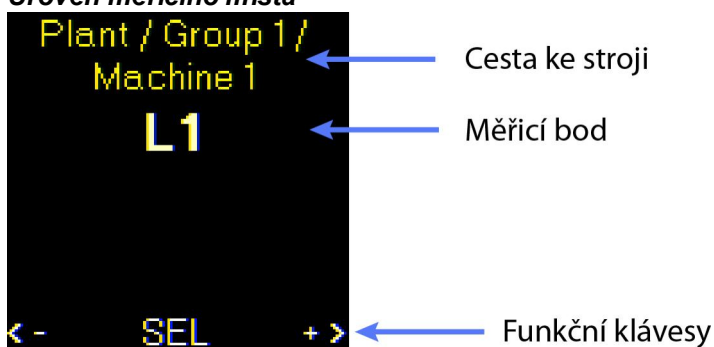 Úroveň měřicího místa
Plant / Group 1 /
Machine 1
Cesta ke stroji
L1
Měřicí bod
< - SEL + >
Funkční klávesy